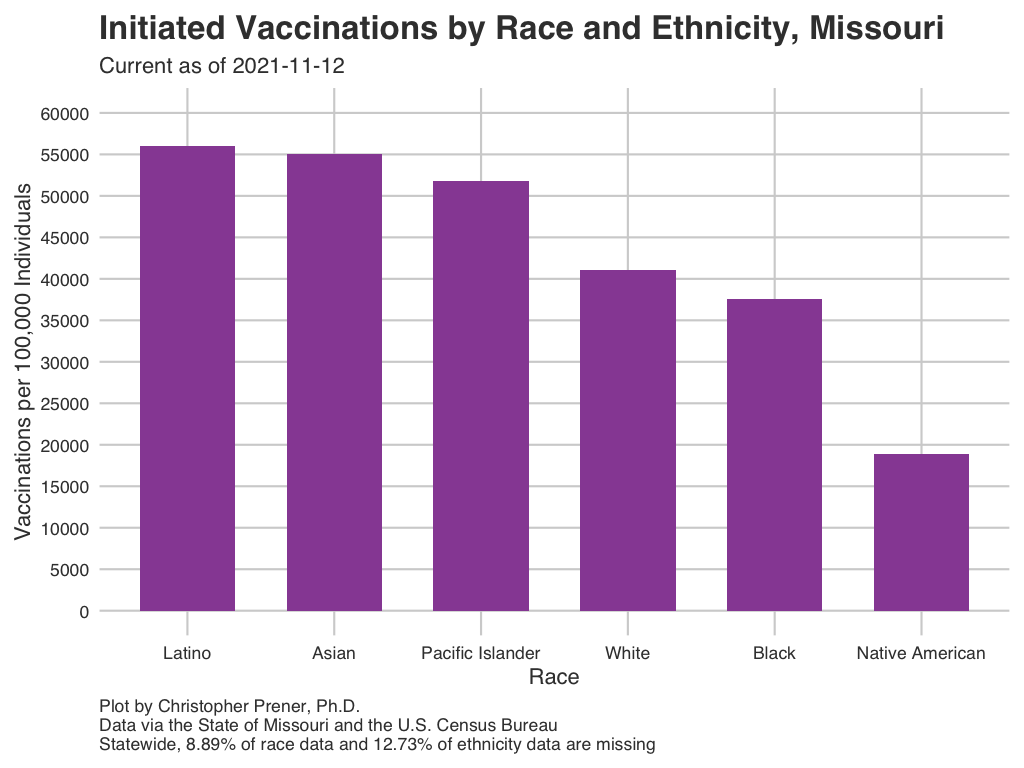 Initiated Vaccinations by Race and Ethnicity, Missouri
Current as of 2021-11-12
Vaccinations per 100,000 Individuals
60000
55000
50000
45000
40000
35000
30000
25000
20000
15000
10000
5000
0
Latino Asian Pacific Islander White Black Native American
Race
Plot by Christopher Prener, Ph.D.
Data via the State of Missouri and the U.S. Census Bureau
Statewide, 8.89% of race data and 12.73% of ethnicity data are missing